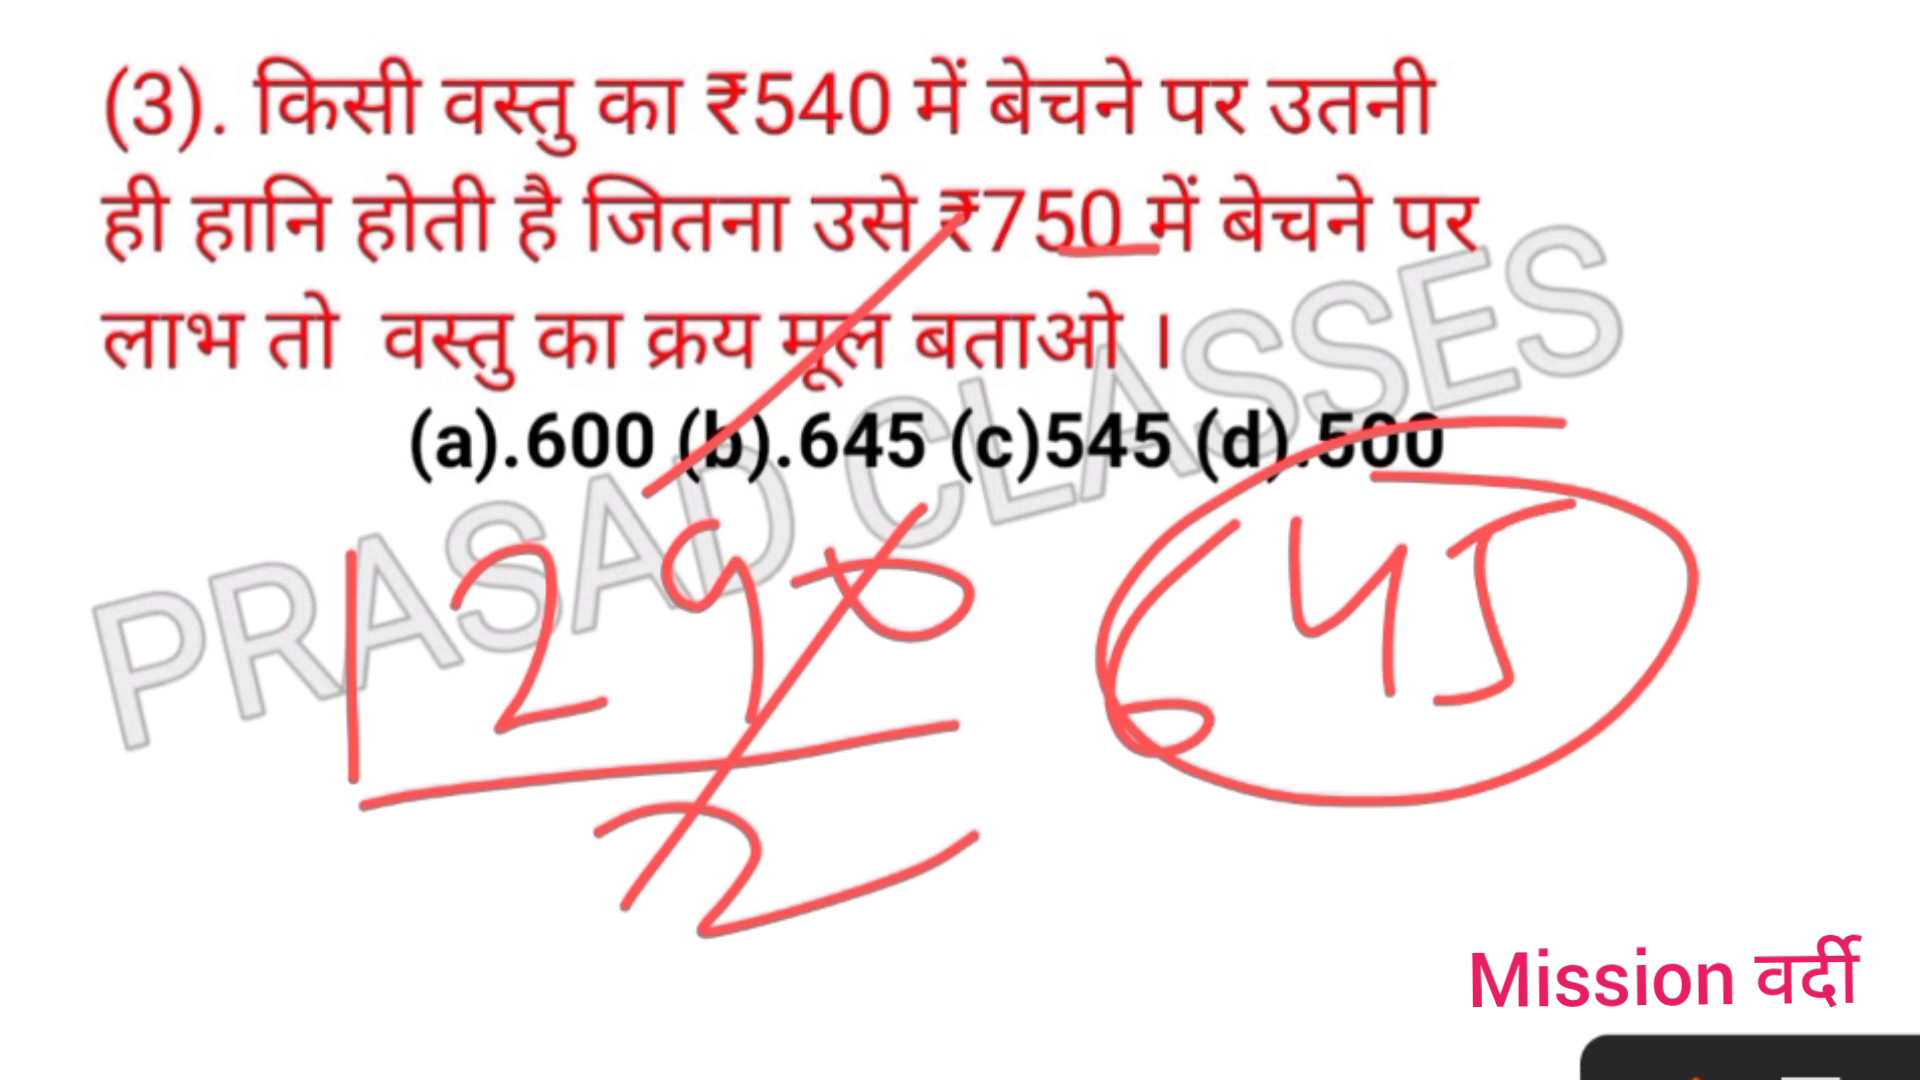 (3). किसी वस्तु का ₹540 में बेचने पर उतनी
ही हानि होती है जितना उसे ₹750 में बेचने पर
लाभ तो वस्तु का क्रय मूल बताओ ।
(a).600 (b).645 (c)545 (d).500
PRASAD CLASSES
1290
2
645
Mission वर्दी